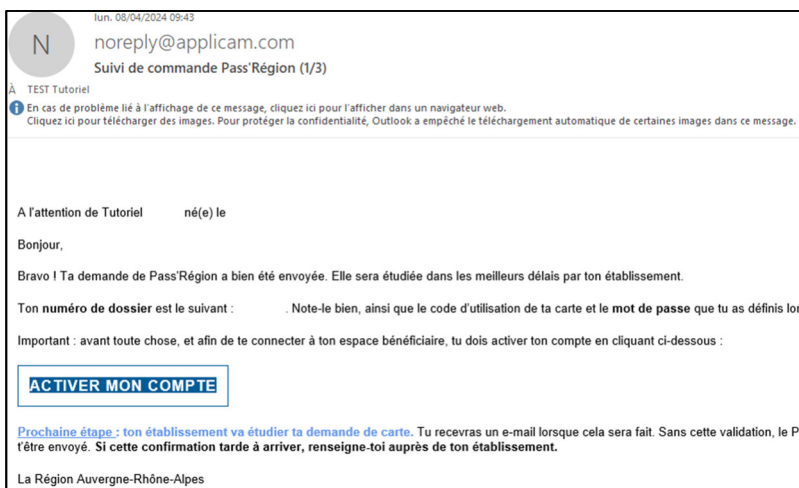 lun. 08/04/2024 09:43
N
noreply@applicam.com
Suivi de commande Pass'Région (1/3)
À TEST Tutoriel
En cas de problème lié à l'affichage de ce message, cliquez ici pour l'afficher dans un navigateur web.
Cliquez ici pour télécharger des images. Pour protéger la confidentialité, Outlook a empêché le téléchargement automatique de certaines images dans ce message.
A l'attention de Tutoriel né(e) le
Bonjour,
Bravo ! Ta demande de Pass'Région a bien été envoyée. Elle sera étudiée dans les meilleurs délais par ton établissement.
Ton numéro de dossier est le suivant : . Note-le bien, ainsi que le code d'utilisation de ta carte et le mot de passe que tu as définis lor
Important : avant toute chose, et afin de te connecter à ton espace bénéficiaire, tu dois activer ton compte en cliquant ci-dessous :
ACTIVER MON COMPTE
Prochaine étape : ton établissement va étudier ta demande de carte. Tu recevras un e-mail lorsque cela sera fait. Sans cette validation, le P
t'être envoyé. Si cette confirmation tarde à arriver, renseigne-toi auprès de ton établissement.
La Région Auvergne-Rhône-Alpes